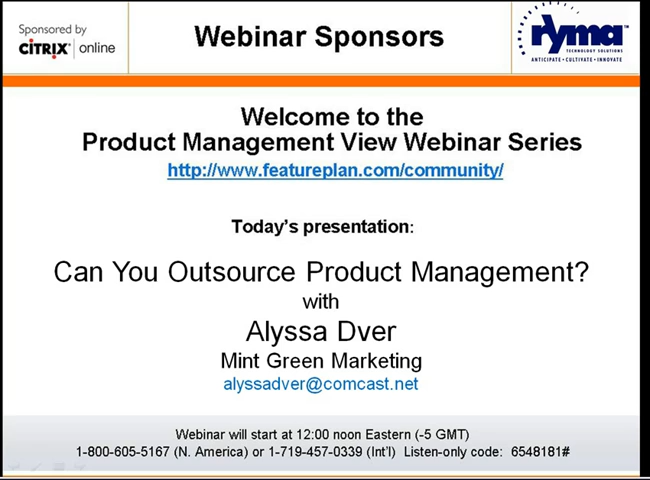 Sponsored by
CİTRIX® | online
Webinar Sponsors
ryma™
TECHNOLOGY SOLUTIONS
ANTICIPATE • CULTIVATE • INNOVATE
Welcome to the
Product Management View Webinar Series
http://www.featureplan.com/community/
Today's presentation:
Can You Outsource Product Management?
with
Alyssa Dver
Mint Green Marketing
alyssadver@comcast.net
Webinar will start at 12:00 noon Eastern (-5 GMT)
1-800-605-5167 (N. America) or 1-719-457-0339 (Int'l) Listen-only code: 6548181#